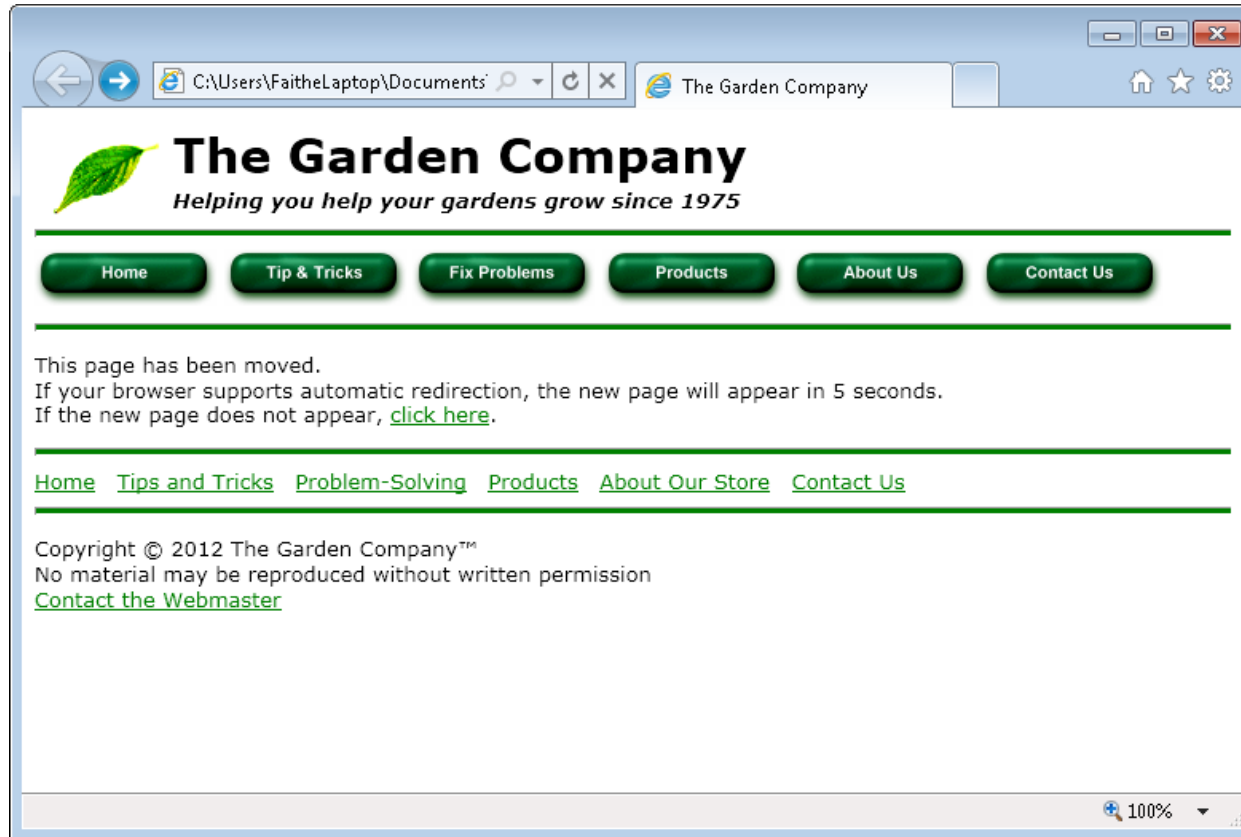 C:\Users\FaitheLaptop\Documents
The Garden Company
The Garden Company
Helping you help your gardens grow since 1975
Home Tip & Tricks Fix Problems Products About Us Contact Us
This page has been moved.
If your browser supports automatic redirection, the new page will appear in 5 seconds.
If the new page does not appear, click here.
Home Tips and Tricks Problem-Solving Products About Our Store Contact Us
Copyright © 2012 The Garden Company™
No material may be reproduced without written permission
Contact the Webmaster
100%